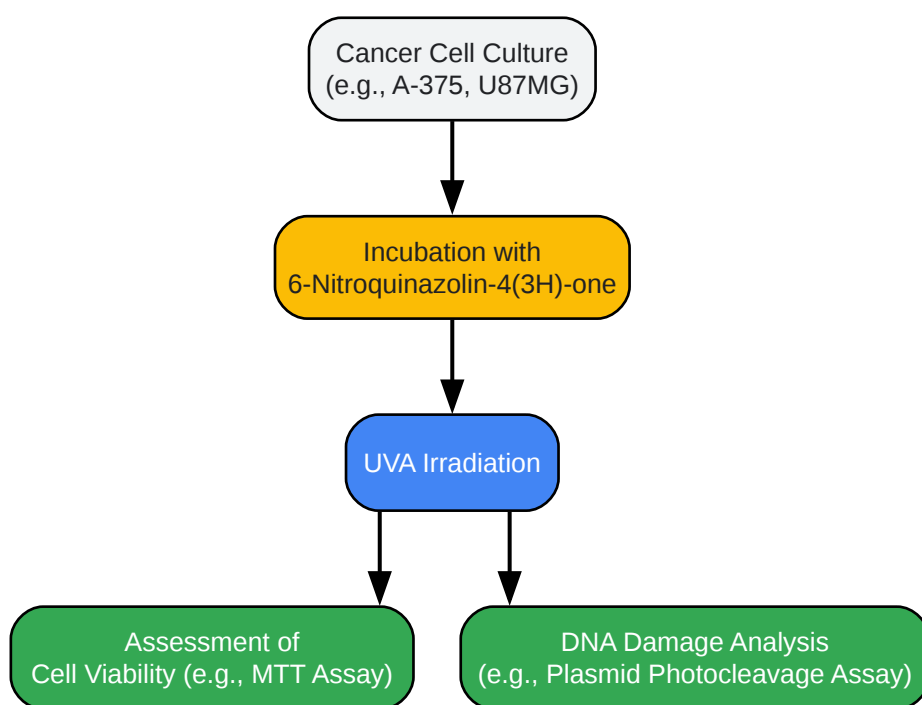 Cancer Cell Culture
(e.g., A-375, U87MG)
Incubation with
6-Nitroquinazolin-4(3H)-one
UVA Irradiation
Assessment of
Cell Viability (e.g., MTT Assay)
DNA Damage Analysis
(e.g., Plasmid Photocleavage Assay)